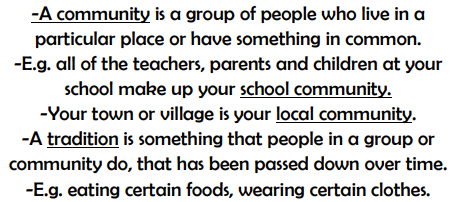 -A community is a group of people who live in a
particular place or have something in common.
-E.g. all of the teachers, parents and children at your
school make up your school community.
-Your town or village is your local community.
-A tradition is something that people in a group or
community do, that has been passed down over time.
-E.g. eating certain foods, wearing certain clothes.